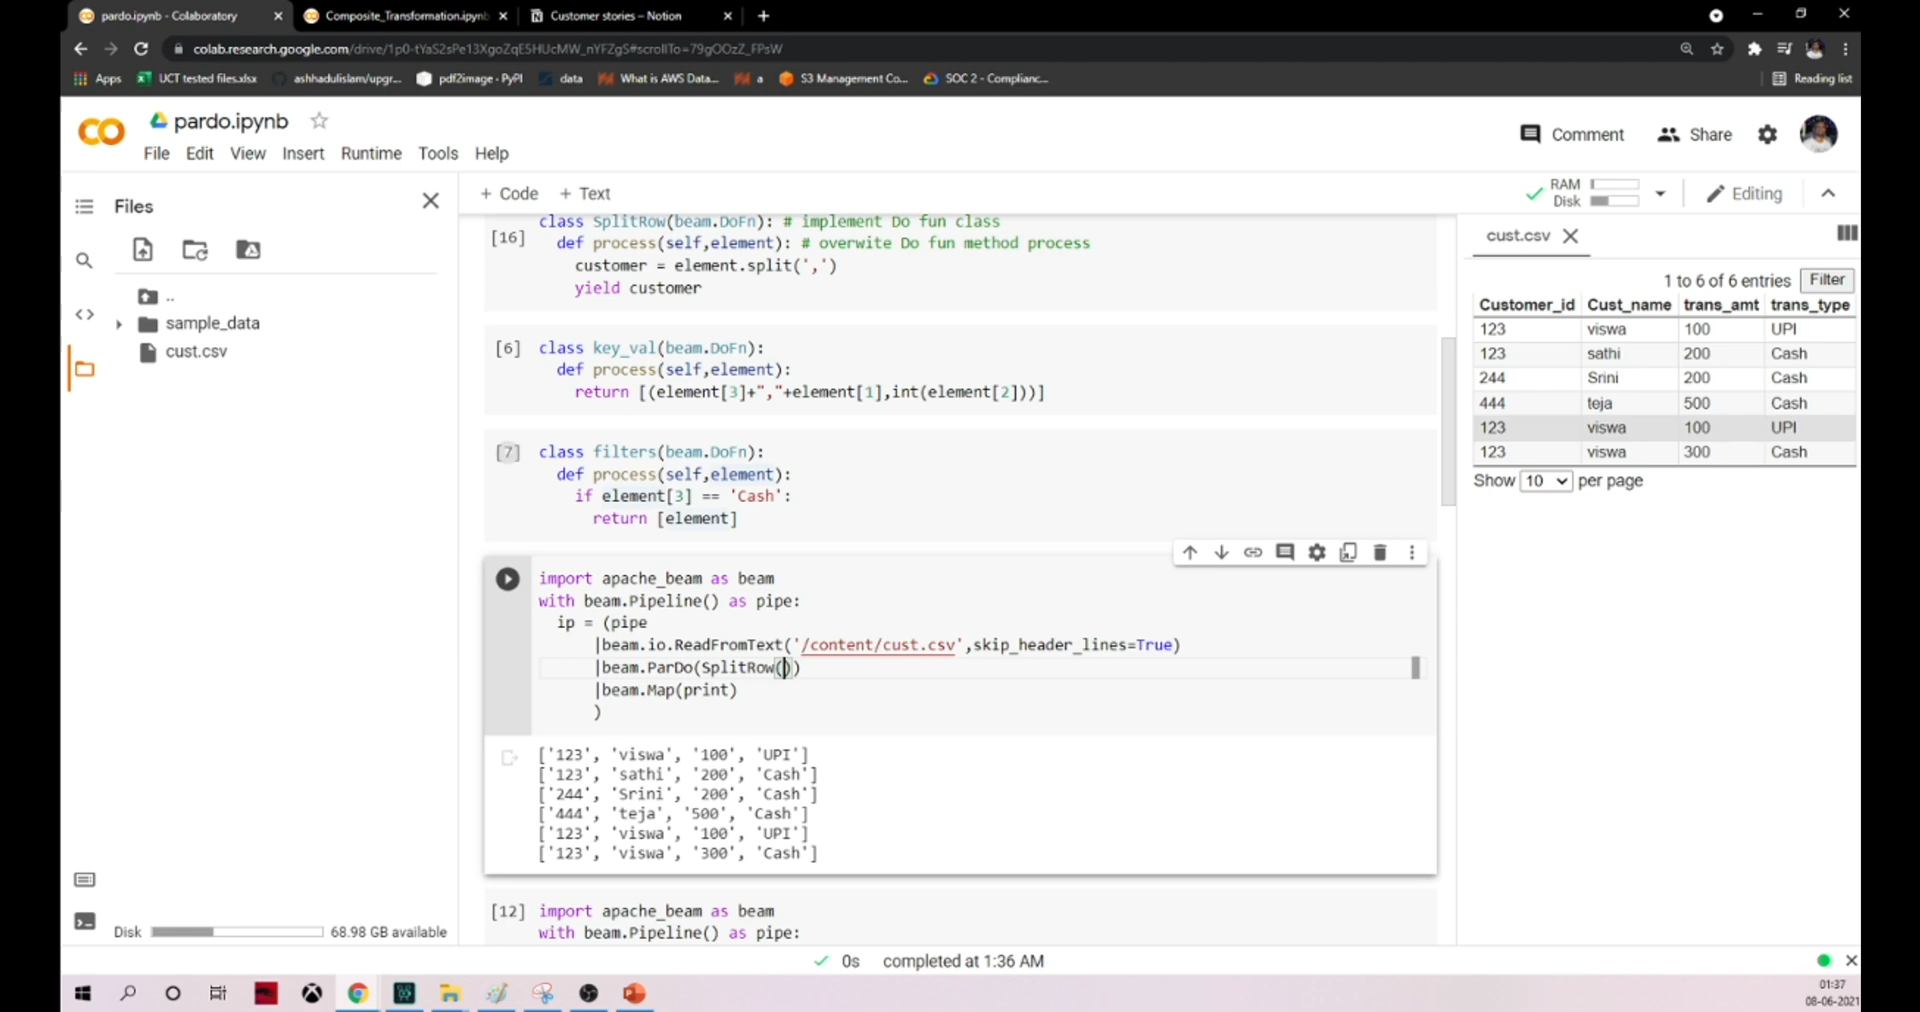 pardo.ipynb - Colaboratory
Composite_Transformation.ipynb
Customer stories – Notion
colab.research.google.com/drive/1p0-tYaS2sPe13XgoZqE5HUcMW_nYFZgS#scrollTo=79gOOzZ_FPsW
Apps
UCT tested files.xlsx
ashhadulislam/upgr...
pdf2image · PyPI
data
What is AWS Data...
a
S3 Management Co...
SOC 2 - Complianc...
Reading list
pardo.ipynb
File Edit View Insert Runtime Tools Help
Comment
Share
Files
+ Code + Text
RAM
Disk
Editing
..
sample_data
cust.csv
[16]
class SplitRow(beam.DoFn): # implement Do fun class
def process(self,element): # overwite Do fun method process
customer = element.split(',')
yield customer
[6] class key_val(beam.DoFn):
def process(self,element):
return [(element[3]+","+element[1],int(element[2]))]
[7] class filters(beam.DoFn):
def process(self,element):
if element[3] == 'Cash':
return [element]
import apache_beam as beam
with beam.Pipeline() as pipe:
ip = (pipe
|beam.io.ReadFromText('/content/cust.csv',skip_header_lines=True)
|beam.ParDo(SplitRow())
|beam.Map(print)
)
['123', 'viswa', '100', 'UPI']
['123', 'sathi', '200', 'Cash']
['244', 'Srini', '200', 'Cash']
['444', 'teja', '500', 'Cash']
['123', 'viswa', '100', 'UPI']
['123', 'viswa', '300', 'Cash']
[12] import apache_beam as beam
with beam.Pipeline() as pipe:
cust.csv
1 to 6 of 6 entries Filter
Customer_id Cust_name trans_amt trans_type
123 viswa 100 UPI
123 sathi 200 Cash
244 Srini 200 Cash
444 teja 500 Cash
123 viswa 100 UPI
123 viswa 300 Cash
Show 10 per page
Disk 68.98 GB available
0s completed at 1:36 AM
01:37
08-06-2021